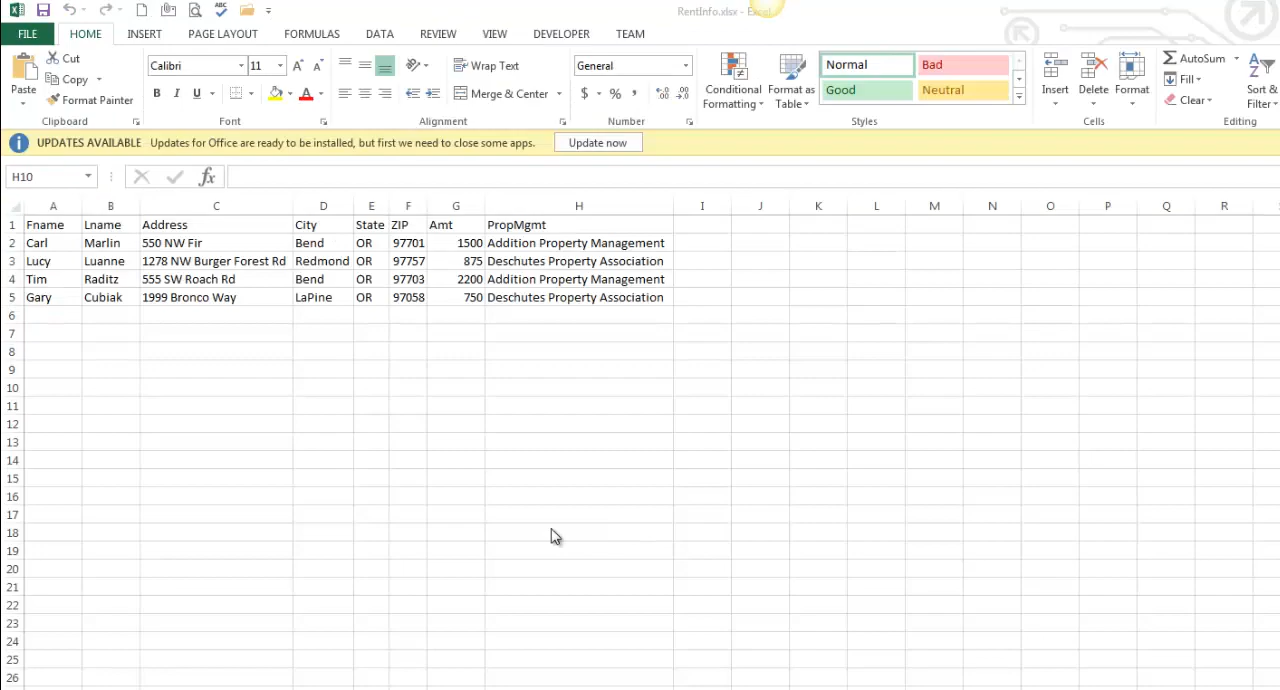 RentInfo.xlsx - Excel
FILE HOME INSERT PAGE LAYOUT FORMULAS DATA REVIEW VIEW DEVELOPER TEAM
Cut
Copy
Format Painter
Paste
Clipboard
Calibri 11 A A
B I U A
Font
Wrap Text
Merge & Center
Alignment
General
$ % ,
Number
Conditional Formatting
Format as Table
Normal Bad
Good Neutral
Styles
Insert Delete Format
Cells
AutoSum
Fill
Clear
Sort &
Filter
Editing
UPDATES AVAILABLE Updates for Office are ready to be installed, but first we need to close some apps. Update now
H10 fx
A B C D E F G H I J K L M N O P Q R
1 Fname Lname Address City State ZIP Amt PropMgmt
2 Carl Marlin 550 NW Fir Bend OR 97701 1500 Addition Property Management
3 Lucy Luanne 1278 NW Burger Forest Rd Redmond OR 97757 875 Deschutes Property Association
4 Tim Raditz 555 SW Roach Rd Bend OR 97703 2200 Addition Property Management
5 Gary Cubiak 1999 Bronco Way LaPine OR 97058 750 Deschutes Property Association
6
7
8
9
10
11
12
13
14
15
16
17
18
19
20
21
22
23
24
25
26